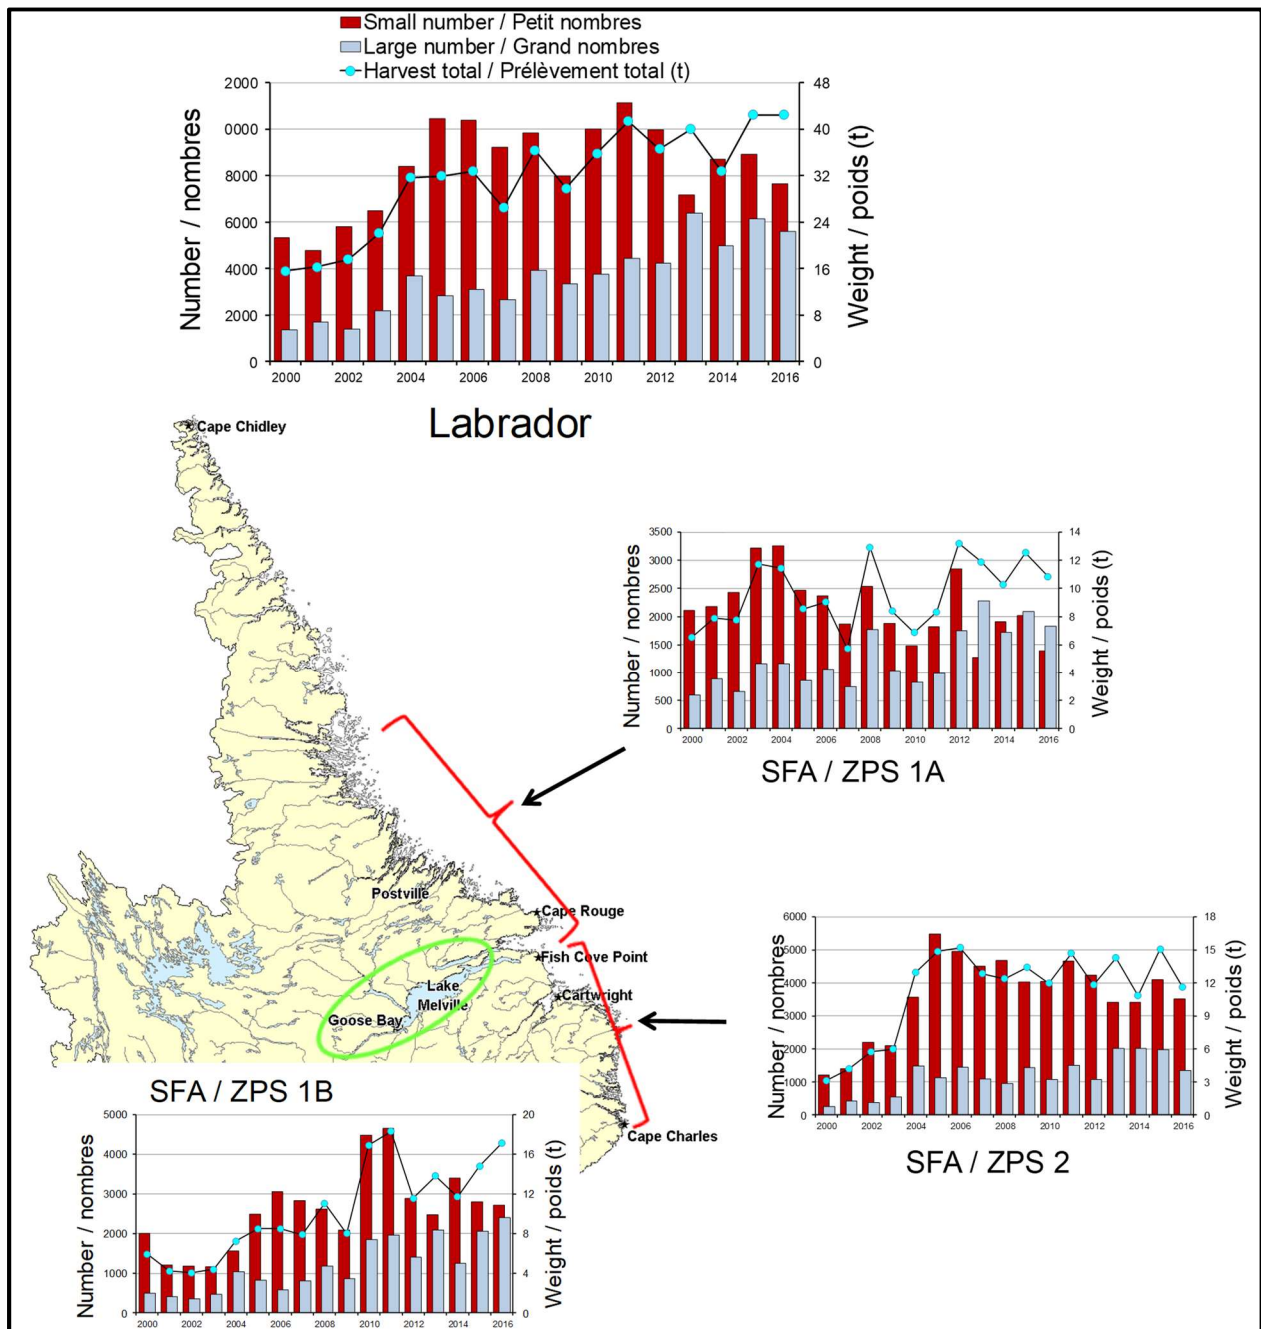 Small number / Petit nombres
Large number / Grand nombres
Harvest total / Prélèvement total (t)
Number / nombres
2000
0000
8000
6000
4000
2000
0
48
40
32
24
16
8
0
Weight / poids (t)
2000 2002 2004 2006 2008 2010 2012 2014 2016
Labrador
Cape Chidley
Number / nombres
3500
3000
2500
2000
1500
1000
500
0
14
12
10
8
6
4
2
0
Weight / poids (t)
2000 2002 2004 2006 2008 2010 2012 2014 2016
SFA / ZPS 1A
Postville
Cape Rouge
Fish Cove Point
Lake
Melville
Cartwright
Goose Bay
Cape Charles
Number / nombres
6000
5000
4000
3000
2000
1000
0
18
15
12
9
6
3
0
Weight / poids (t)
2000 2002 2004 2006 2008 2010 2012 2014 2016
SFA / ZPS 2
SFA / ZPS 1B
Number / nombres
5000
4000
3000
2000
1000
0
20
16
12
8
4
0
Weight / poids (t)
2000 2002 2004 2006 2008 2010 2012 2014 2016